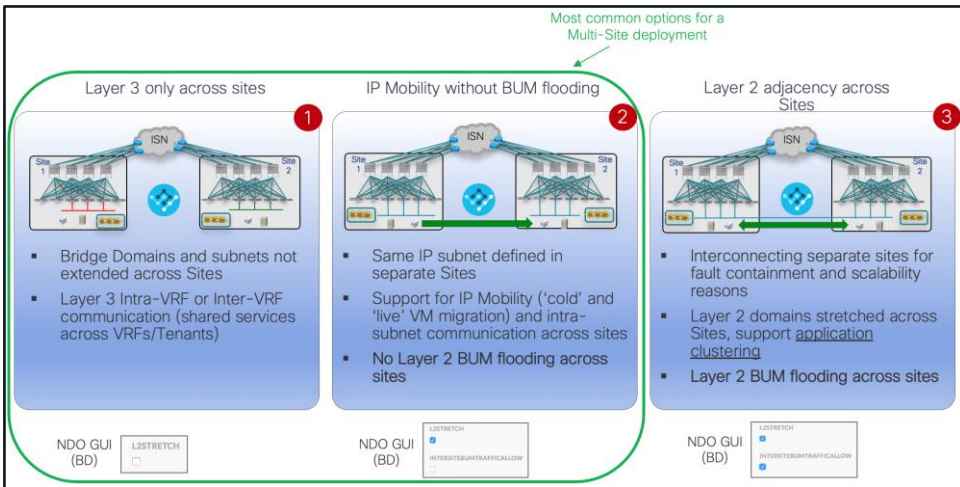 Most common options for a
Multi-Site deployment
Layer 3 only across sites
1
ISN
Site
1
Site
2
▪ Bridge Domains and subnets not
extended across Sites
▪ Layer 3 Intra-VRF or Inter-VRF
communication (shared services
across VRFs/Tenants)
NDO GUI
(BD)
L2STRETCH
IP Mobility without BUM flooding
2
ISN
Site
1
Site
2
▪ Same IP subnet defined in
separate Sites
▪ Support for IP Mobility (‘cold’ and
‘live’ VM migration) and intra-
subnet communication across sites
▪ No Layer 2 BUM flooding across
sites
NDO GUI
(BD)
L2STRETCH
INTERSITEBUMTRAFFICALLOW
Layer 2 adjacency across
Sites
3
ISN
Site
1
Site
2
▪ Interconnecting separate sites for
fault containment and scalability
reasons
▪ Layer 2 domains stretched across
Sites, support application
clustering
▪ Layer 2 BUM flooding across sites
NDO GUI
(BD)
L2STRETCH
INTERSITEBUMTRAFFICALLOW